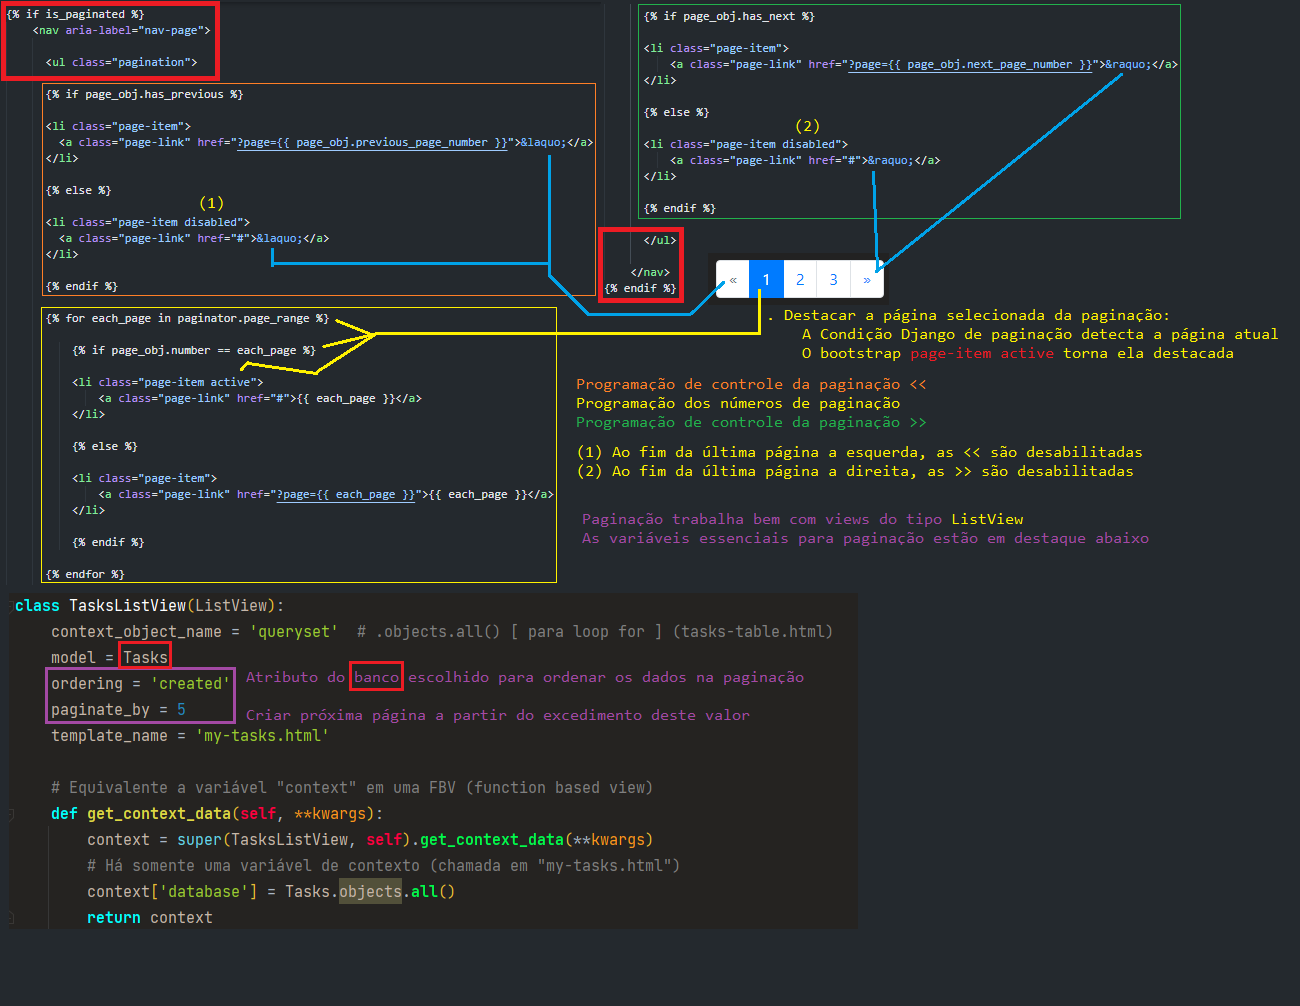 {% if is_paginated %}
<nav aria-label="nav-page">
<ul class="pagination">
{% if page_obj.has_previous %}
<li class="page-item">
<a class="page-link" href="?page={{ page_obj.previous_page_number }}">&laquo;</a>
</li>
{% else %}
(1)
<li class="page-item disabled">
<a class="page-link" href="#">&laquo;</a>
</li>
{% endif %}
{% for each_page in paginator.page_range %}
{% if page_obj.number == each_page %}
<li class="page-item active">
<a class="page-link" href="#">{{ each_page }}</a>
</li>
{% else %}
<li class="page-item">
<a class="page-link" href="?page={{ each_page }}">{{ each_page }}</a>
</li>
{% endif %}
{% endfor %}
{% if page_obj.has_next %}
<li class="page-item">
<a class="page-link" href="?page={{ page_obj.next_page_number }}">&raquo;</a>
</li>
{% else %}
(2)
<li class="page-item disabled">
<a class="page-link" href="#">&raquo;</a>
</li>
{% endif %}
</ul>
</nav>
{% endif %}
« 1 2 3 »
. Destacar a página selecionada da paginação:
A Condição Django de paginação detecta a página atual
O bootstrap page-item active torna ela destacada
Programação de controle da paginação <<
Programação dos números de paginação
Programação de controle da paginação >>
(1) Ao fim da última página a esquerda, as << são desabilitadas
(2) Ao fim da última página a direita, as >> são desabilitadas
Paginação trabalha bem com views do tipo ListView
As variáveis essenciais para paginação estão em destaque abaixo
class TasksListView(ListView):
context_object_name = 'queryset' # .objects.all() [ para loop for ] (tasks-table.html)
model = Tasks
ordering = 'created' Atributo do banco escolhido para ordenar os dados na paginação
paginate_by = 5 Criar próxima página a partir do excedimento deste valor
template_name = 'my-tasks.html'
# Equivalente a variável "context" em uma FBV (function based view)
def get_context_data(self, **kwargs):
context = super(TasksListView, self).get_context_data(**kwargs)
# Há somente uma variável de contexto (chamada em "my-tasks.html")
context['database'] = Tasks.objects.all()
return context